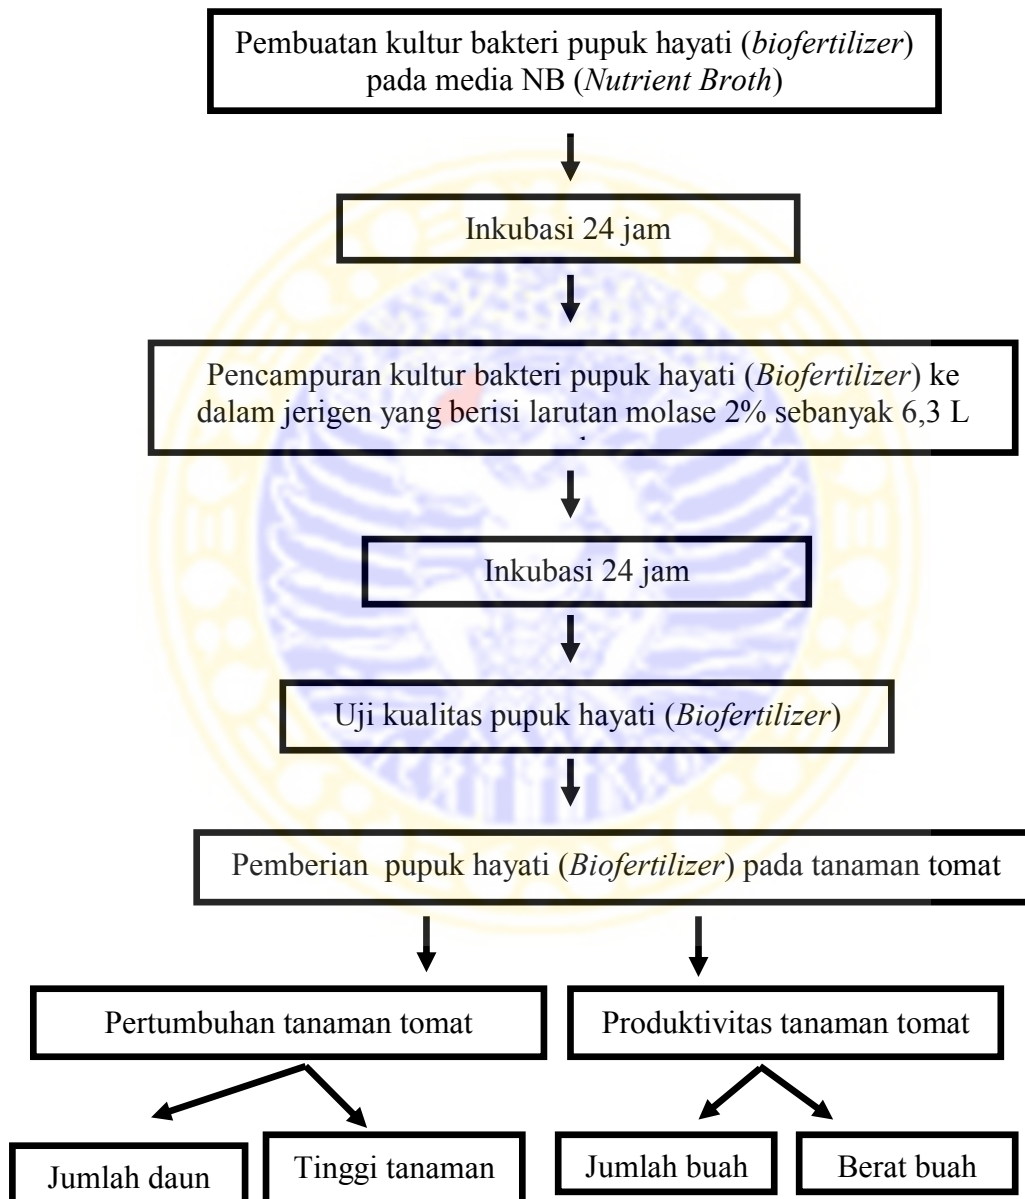 Pembuatan kultur bakteri pupuk hayati (biofertilizer)
pada media NB (Nutrient Broth)
Inkubasi 24 jam
Pencampuran kultur bakteri pupuk hayati (Biofertilizer) ke
dalam jerigen yang berisi larutan molase 2% sebanyak 6,3 L
Inkubasi 24 jam
Uji kualitas pupuk hayati (Biofertilizer)
Pemberian pupuk hayati (Biofertilizer) pada tanaman tomat
Pertumbuhan tanaman tomat
Produktivitas tanaman tomat
Jumlah daun
Tinggi tanaman
Jumlah buah
Berat buah